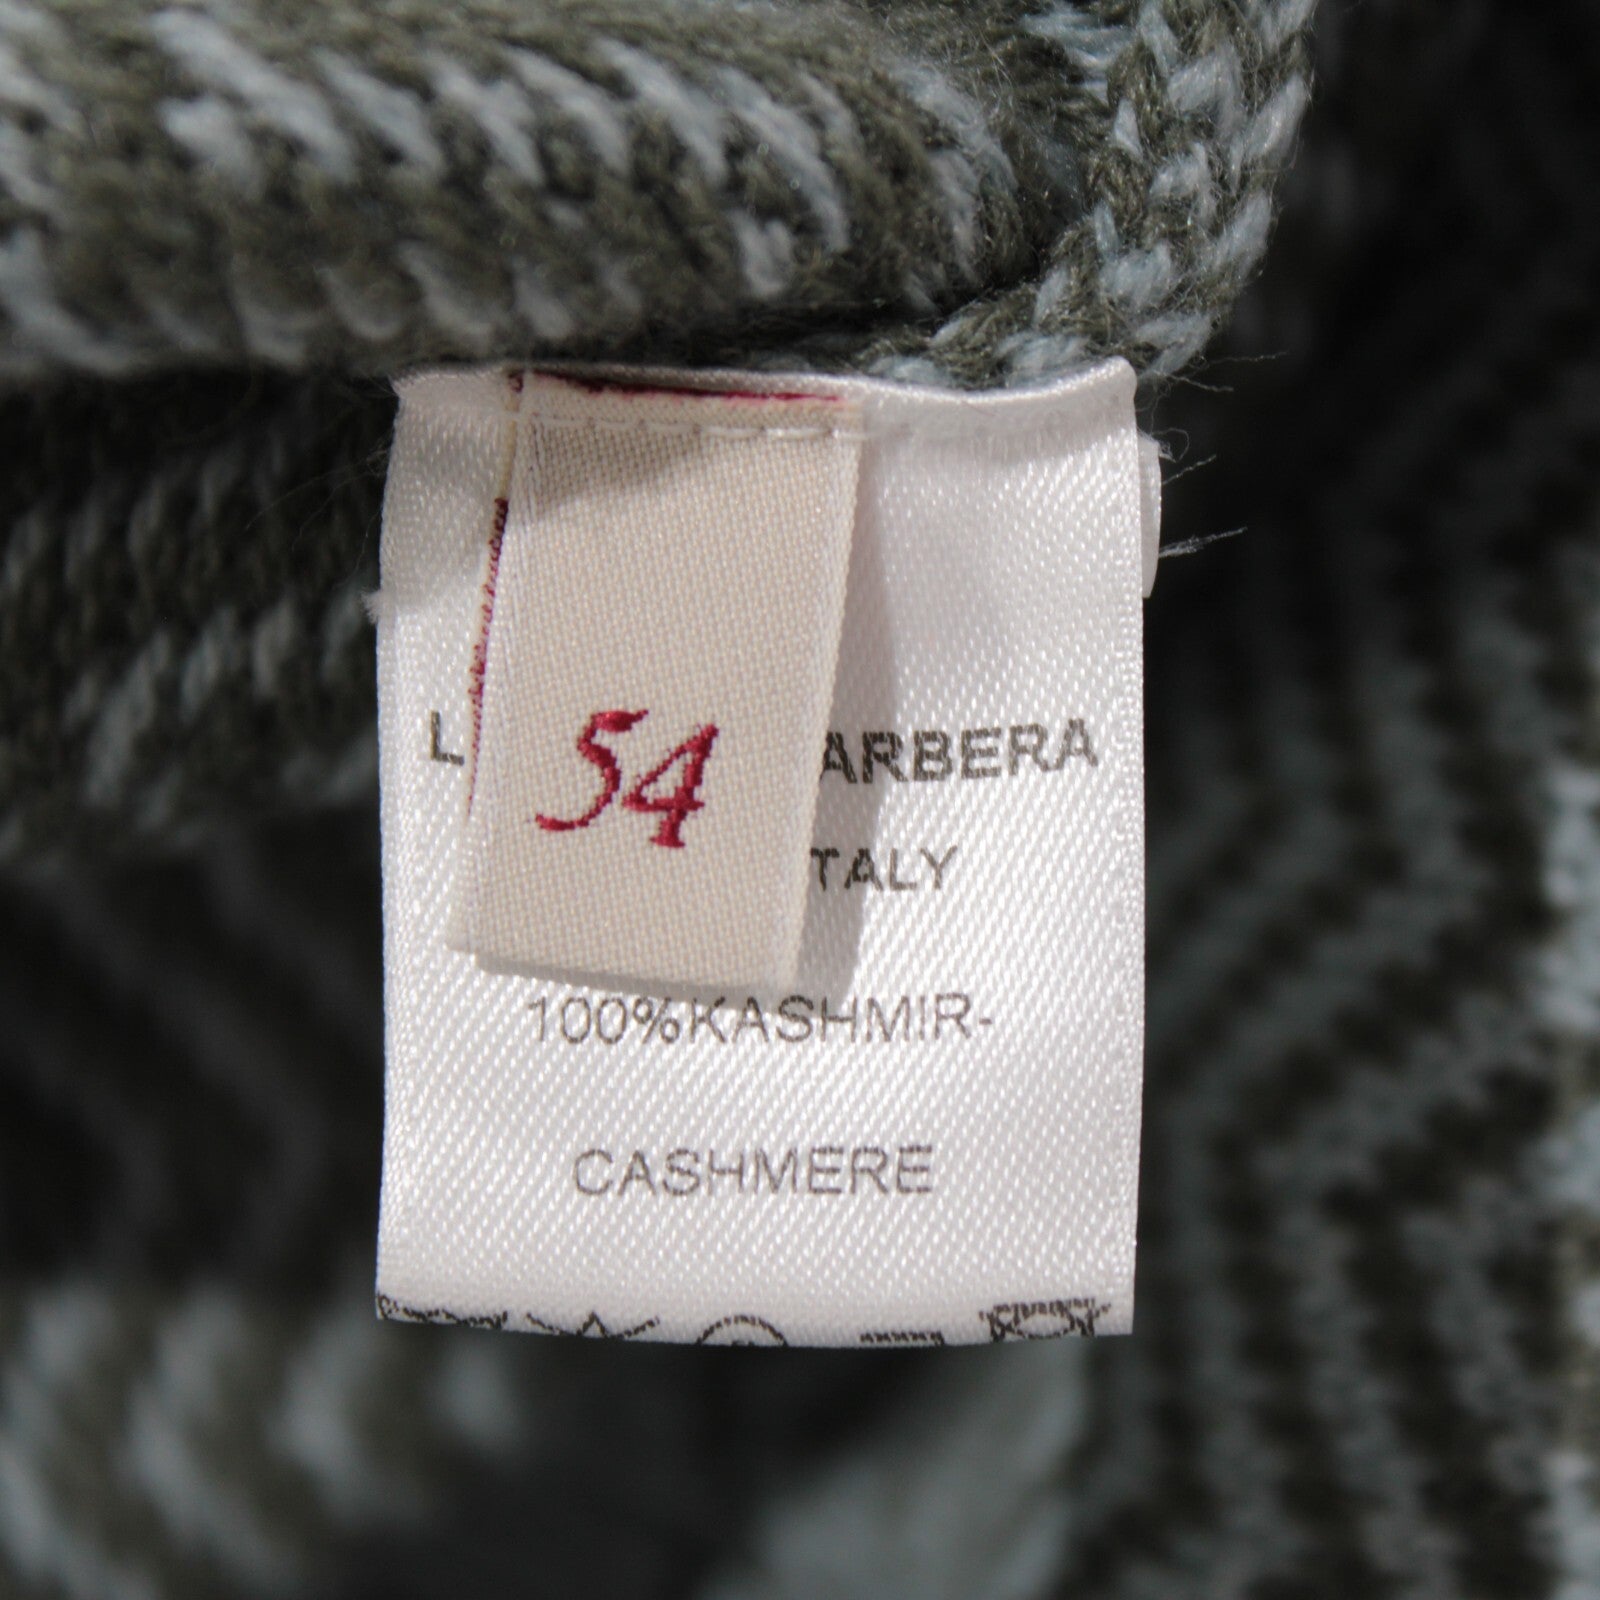 54
ARBERA
TALY
100%KASHMIR-
CASHMERE